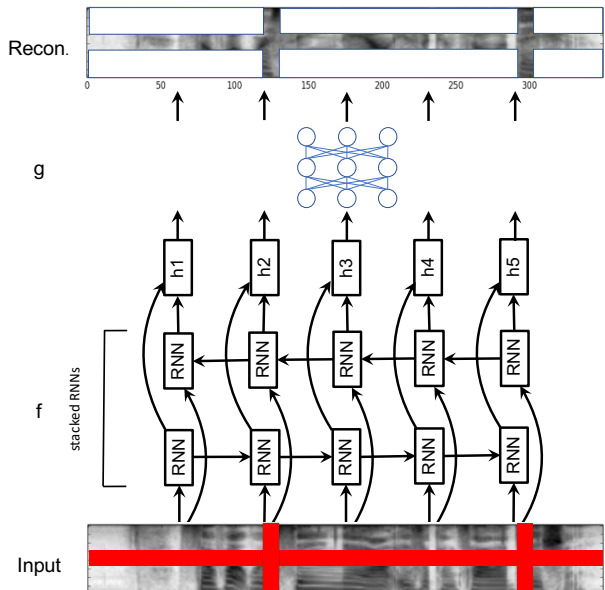 Recon.
0 50 100 150 200 250 300
g
h1 h2 h3 h4 h5
RNN RNN RNN RNN RNN
f
stacked RNNs
RNN RNN RNN RNN RNN
Input